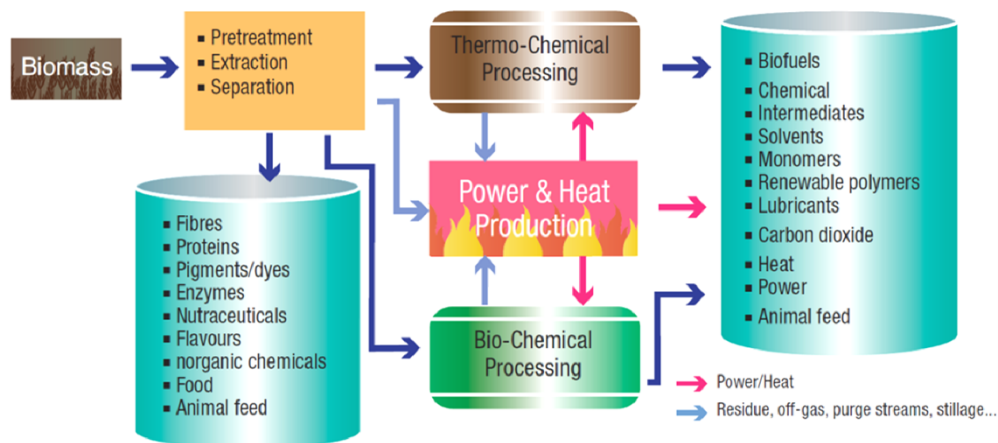 Biomass
▪ Pretreatment
▪ Extraction
▪ Separation
Thermo-Chemical
Processing
Power & Heat
Production
Bio-Chemical
Processing
▪ Fibres
▪ Proteins
▪ Pigments/dyes
▪ Enzymes
▪ Nutraceuticals
▪ Flavours
▪ norganic chemicals
▪ Food
▪ Animal feed
▪ Biofuels
▪ Chemical
▪ Intermediates
▪ Solvents
▪ Monomers
▪ Renewable polymers
▪ Lubricants
▪ Carbon dioxide
▪ Heat
▪ Power
▪ Animal feed
Power/Heat
Residue, off-gas, purge streams, stillage...